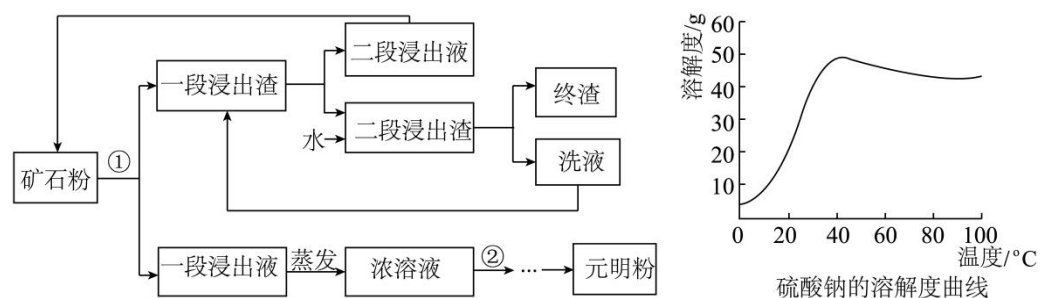 二段浸出液
一段浸出渣
终渣
水
二段浸出渣
①
洗液
矿石粉
一段浸出液
蒸发
浓溶液
②
…
元明粉
溶解度/g
60
50
40
30
20
10
0
20
40
60
80
100
温度/°C
硫酸钠的溶解度曲线